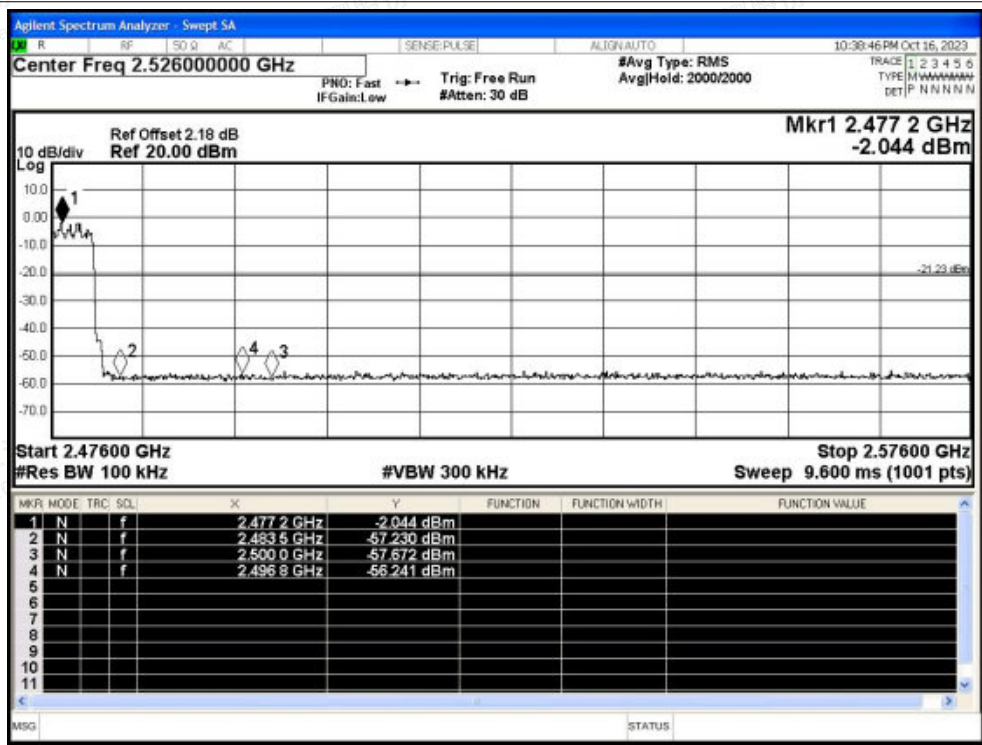 Agilent Spectrum Analyzer - Swept SA
R RF 50 Ω AC SENSE:PULSE ALIGN AUTO 10:38:46 PM Oct 16, 2023
Center Freq 2.526000000 GHz
PNO: Fast
IFGain:Low
Trig: Free Run
#Atten: 30 dB
#Avg Type: RMS
Avg|Hold: 2000/2000
TRACE 1 2 3 4 5 6
TYPE M
DET P N N N N N
Ref Offset 2.18 dB
10 dB/div Ref 20.00 dBm
Log
Mkr1 2.477 2 GHz
-2.044 dBm
10.0
0.00
-10.0
-20.0
-30.0
-40.0
-50.0
-60.0
-70.0
1
2
4
3
-21.23 dBm
Start 2.47600 GHz Stop 2.57600 GHz
#Res BW 100 kHz #VBW 300 kHz Sweep 9.600 ms (1001 pts)
MKR MODE TRC SCL X Y FUNCTION FUNCTION WIDTH FUNCTION VALUE
1 N f 2.477 2 GHz -2.044 dBm
2 N f 2.483 5 GHz -57.230 dBm
3 N f 2.500 0 GHz -57.672 dBm
4 N f 2.496 8 GHz -56.241 dBm
5
6
7
8
9
10
11
MSG STATUS